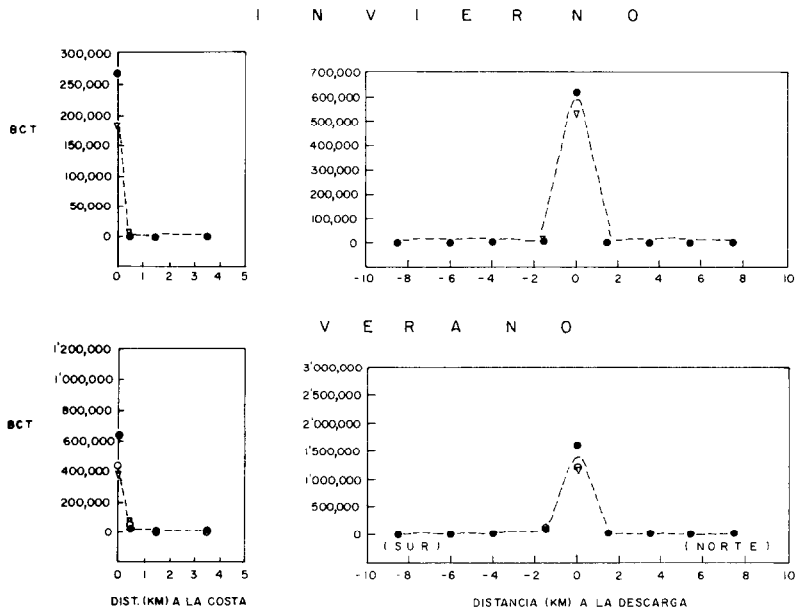 I N V I E R N O
300,000
250,000
200,000
150,000
100,000
50,000
0
BCT
0 1 2 3 4 5
700,000
600,000
500,000
400,000
300,000
200,000
100,000
0
-10 -8 -6 -4 -2 0 2 4 6 8 10
V E R A N O
1'200,000
1'000,000
800,000
600,000
400,000
200,000
0
BCT
0 1 2 3 4 5
DIST. (KM) A LA COSTA
3'000,000
2'500,000
2'000,000
1'500,000
1'000,000
500,000
0
(SUR) (NORTE)
-10 -8 -6 -4 -2 0 2 4 6 8 10
DISTANCIA (KM) A LA DESCARGA